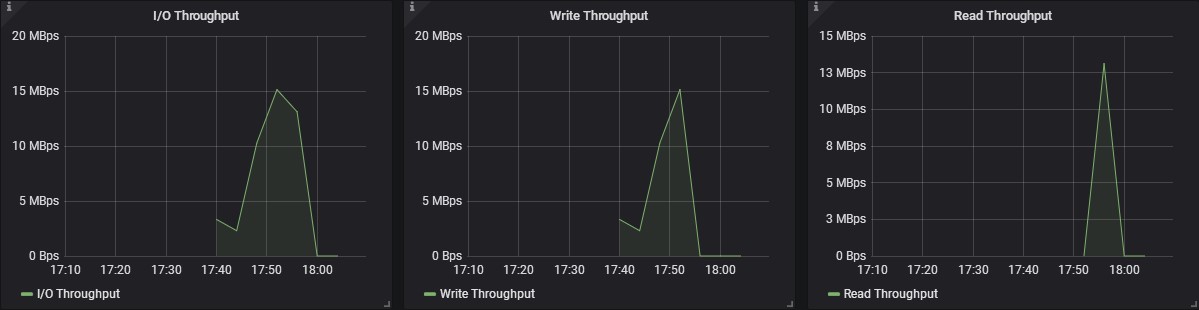 i
I/O Throughput
20 MBps
15 MBps
10 MBps
5 MBps
0 Bps
17:10 17:20 17:30 17:40 17:50 18:00
I/O Throughput
i
Write Throughput
20 MBps
15 MBps
10 MBps
5 MBps
0 Bps
17:10 17:20 17:30 17:40 17:50 18:00
Write Throughput
i
Read Throughput
15 MBps
13 MBps
10 MBps
8 MBps
5 MBps
3 MBps
0 Bps
17:10 17:20 17:30 17:40 17:50 18:00
Read Throughput